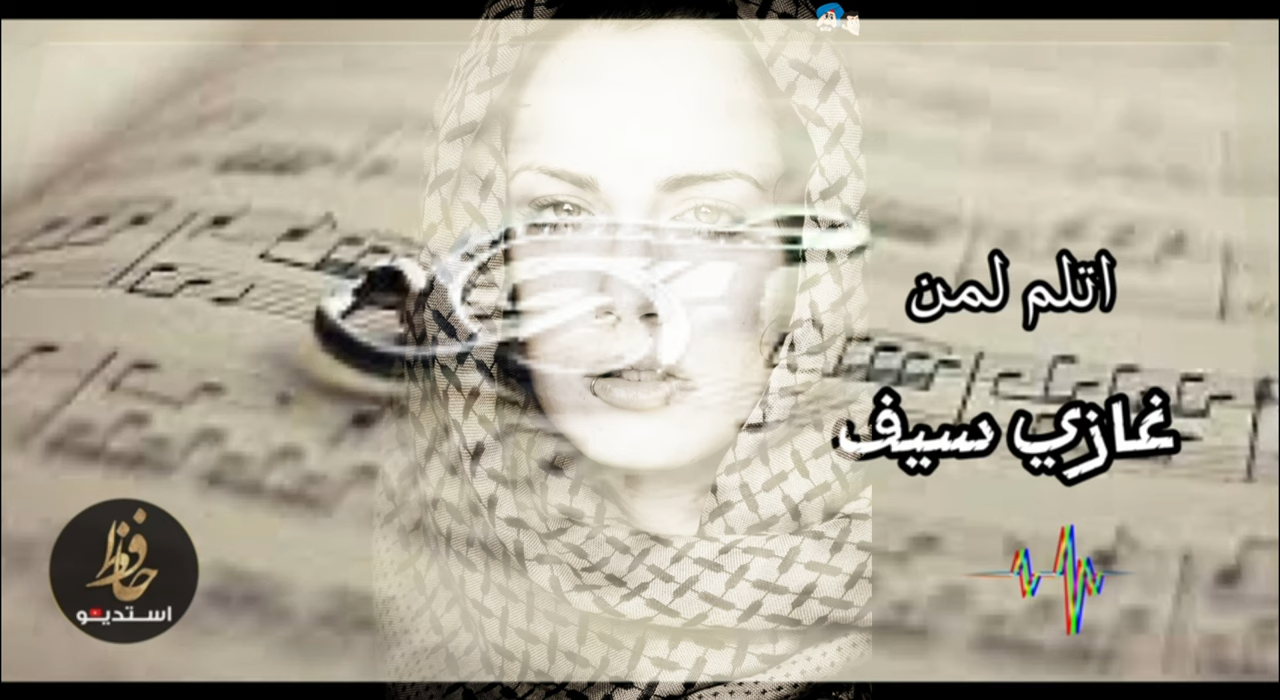 اتلم لمن
غازي سيف
حافظ
استديو